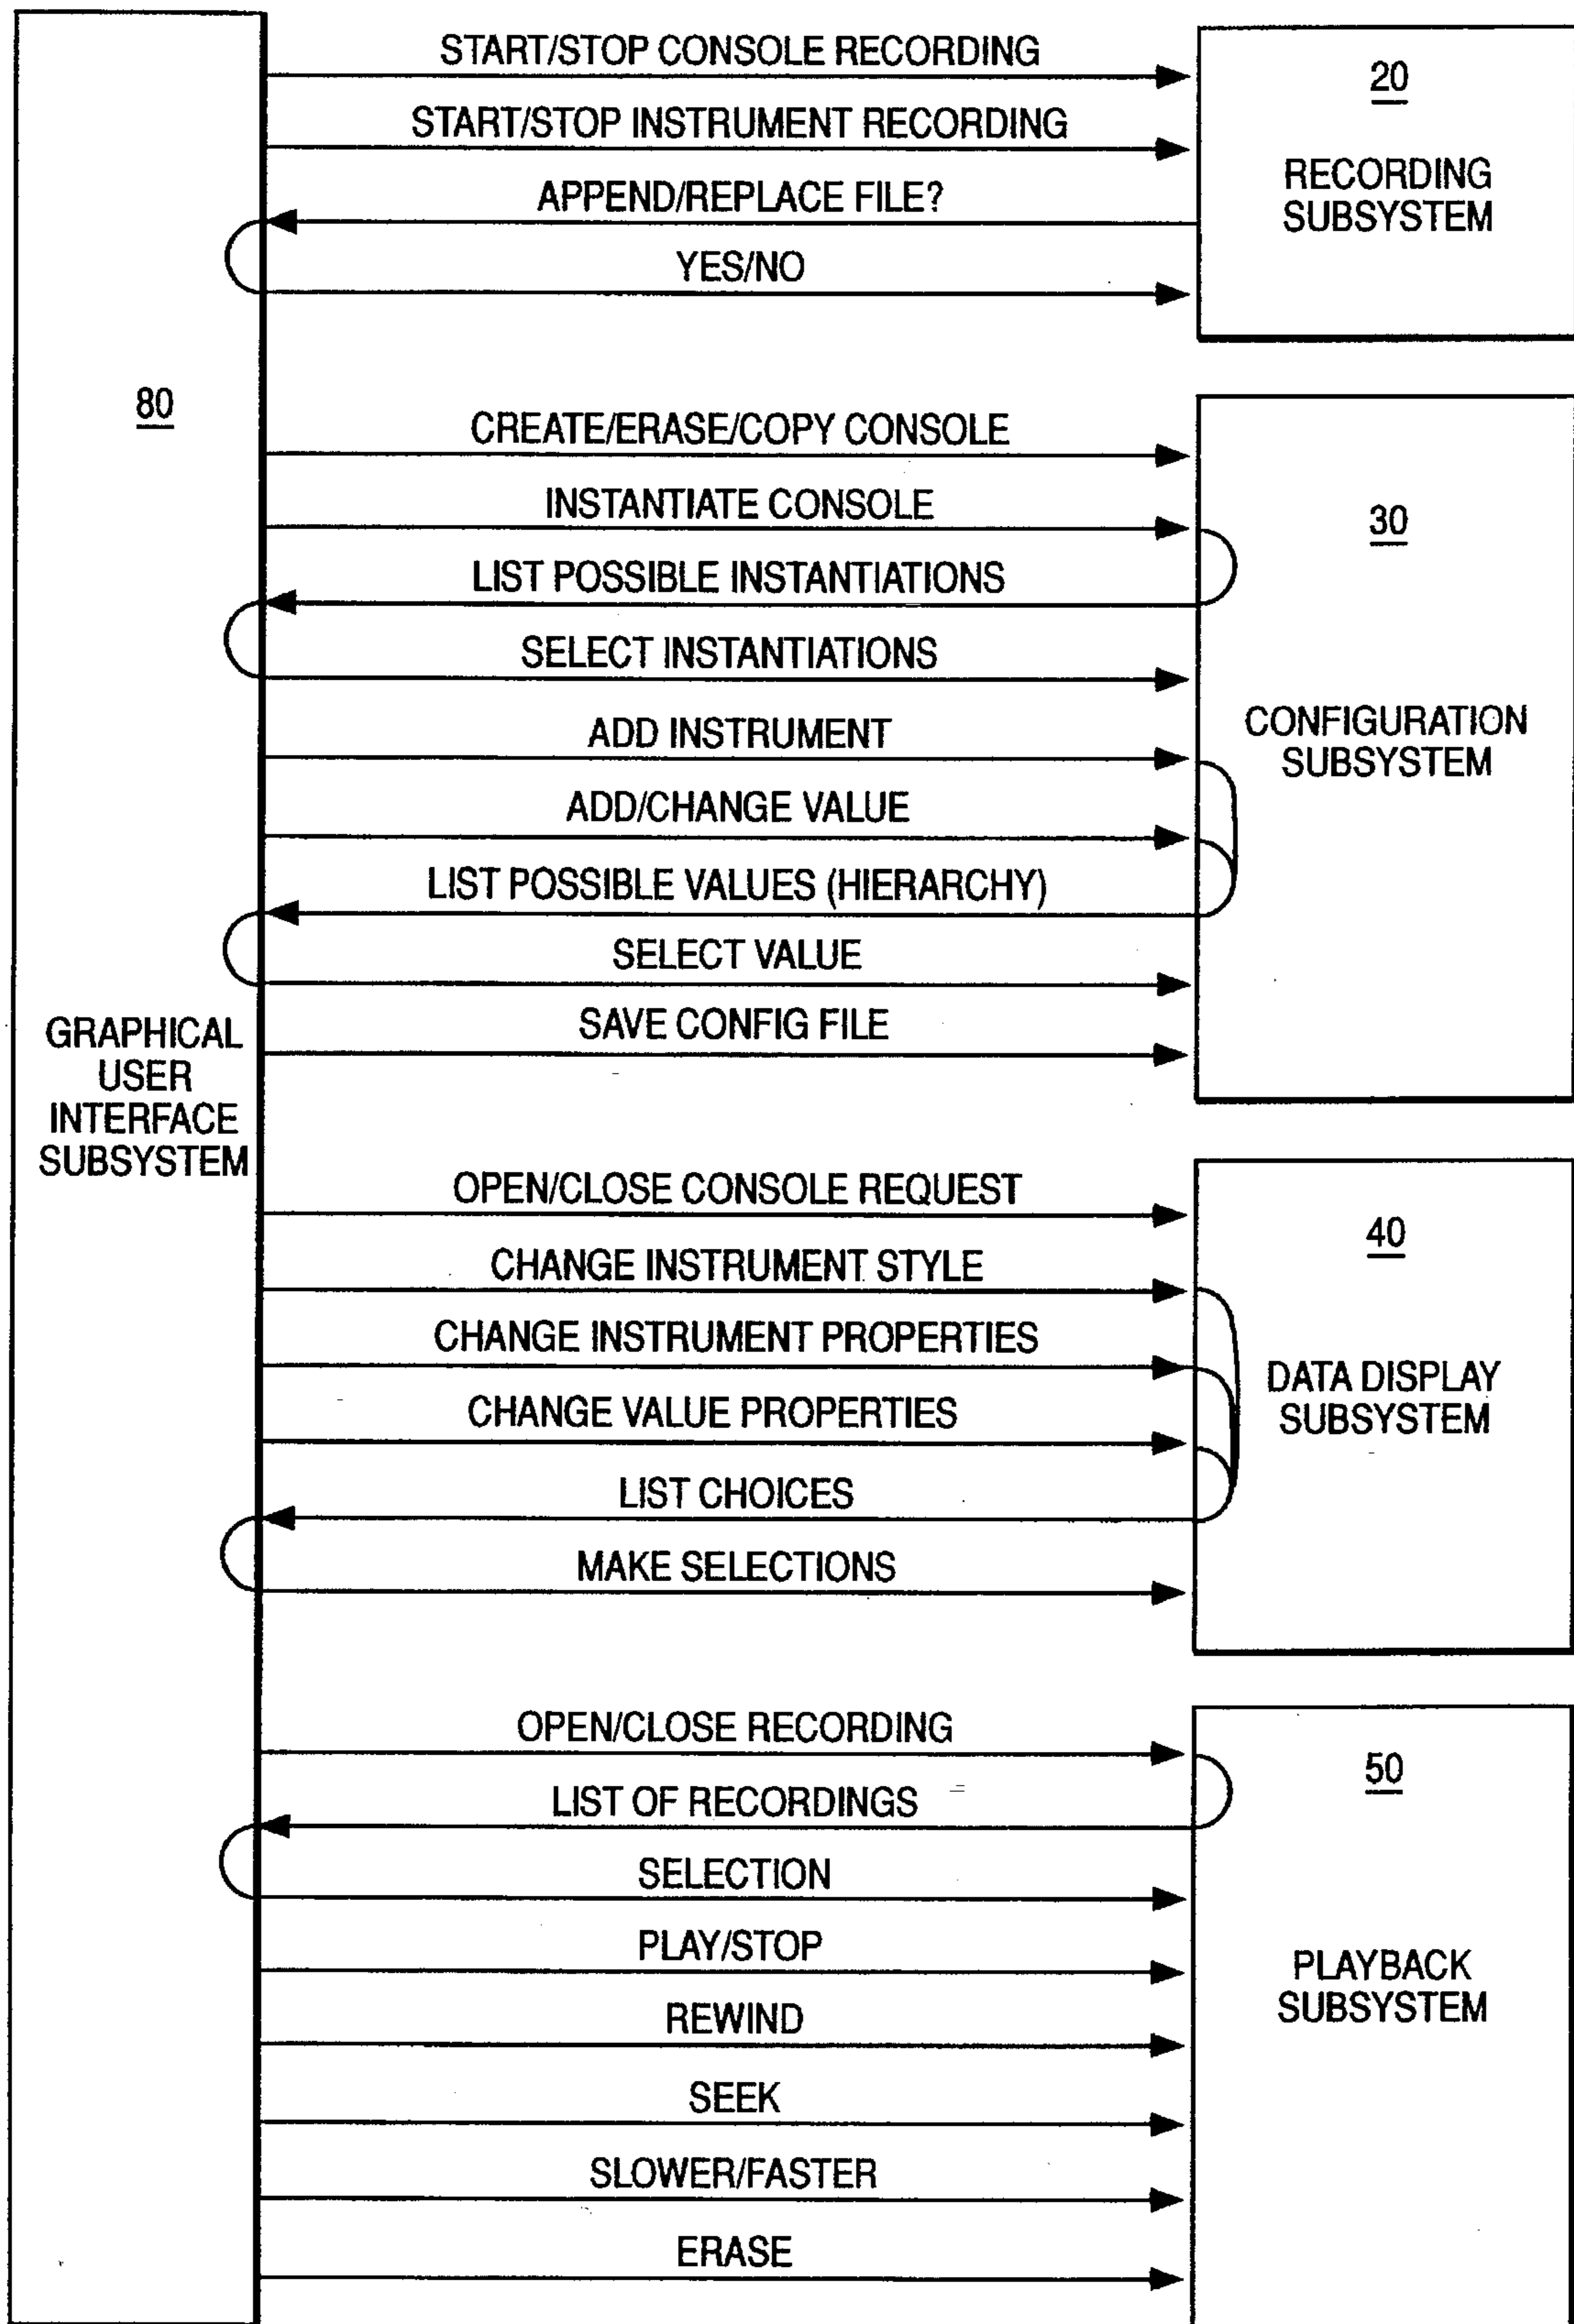 START/STOP CONSOLE RECORDING
START/STOP INSTRUMENT RECORDING
APPEND/REPLACE FILE?
YES/NO
20
RECORDING
SUBSYSTEM
80
GRAPHICAL
USER
INTERFACE
SUBSYSTEM
CREATE/ERASE/COPY CONSOLE
INSTANTIATE CONSOLE
LIST POSSIBLE INSTANTIATIONS
SELECT INSTANTIATIONS
ADD INSTRUMENT
ADD/CHANGE VALUE
LIST POSSIBLE VALUES (HIERARCHY)
SELECT VALUE
SAVE CONFIG FILE
30
CONFIGURATION
SUBSYSTEM
OPEN/CLOSE CONSOLE REQUEST
CHANGE INSTRUMENT STYLE
CHANGE INSTRUMENT PROPERTIES
CHANGE VALUE PROPERTIES
LIST CHOICES
MAKE SELECTIONS
40
DATA DISPLAY
SUBSYSTEM
OPEN/CLOSE RECORDING
LIST OF RECORDINGS
SELECTION
PLAY/STOP
REWIND
SEEK
SLOWER/FASTER
ERASE
50
PLAYBACK
SUBSYSTEM